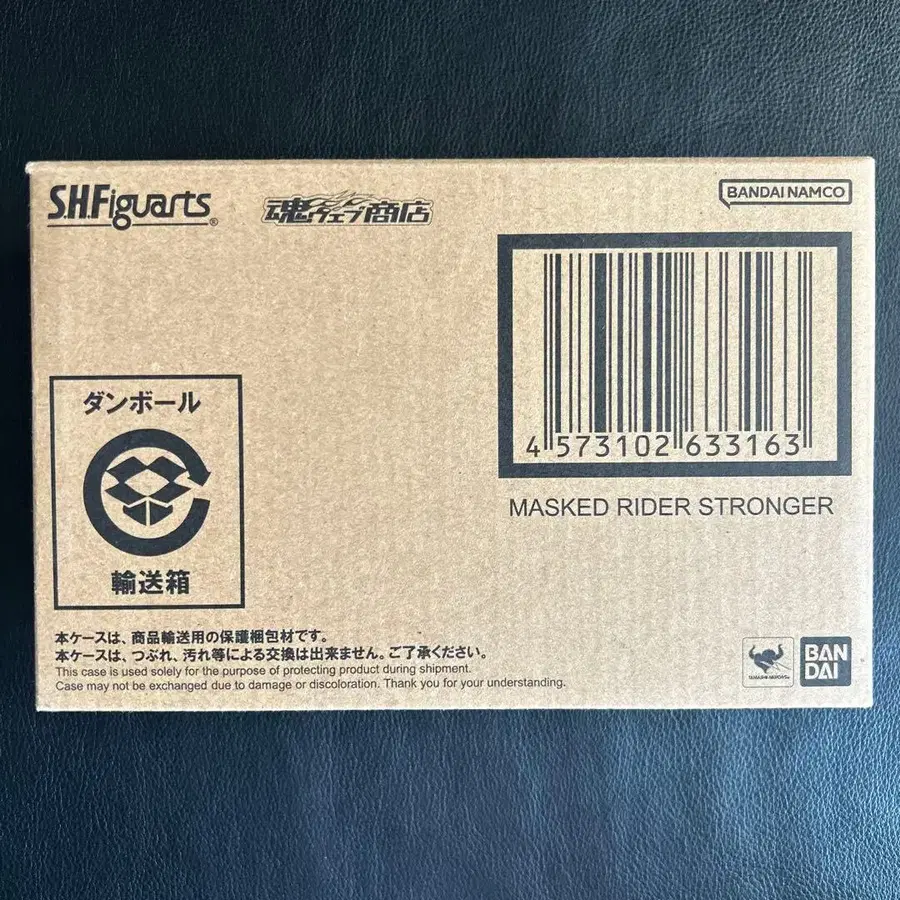 S.H.Figuarts®
魂ウェブ商店
BANDAI NAMCO
4 573102 633163
MASKED RIDER STRONGER
ダンボール
輸送箱
本ケースは、商品輸送用の保護梱包材です。
本ケースは、つぶれ、汚れ等による交換は出来ません。ご了承ください。
This case is used solely for the purpose of protecting product during shipment.
Case may not be exchanged due to damage or discoloration. Thank you for your understanding.
TAMASHII NATIONS
BAN
DAI